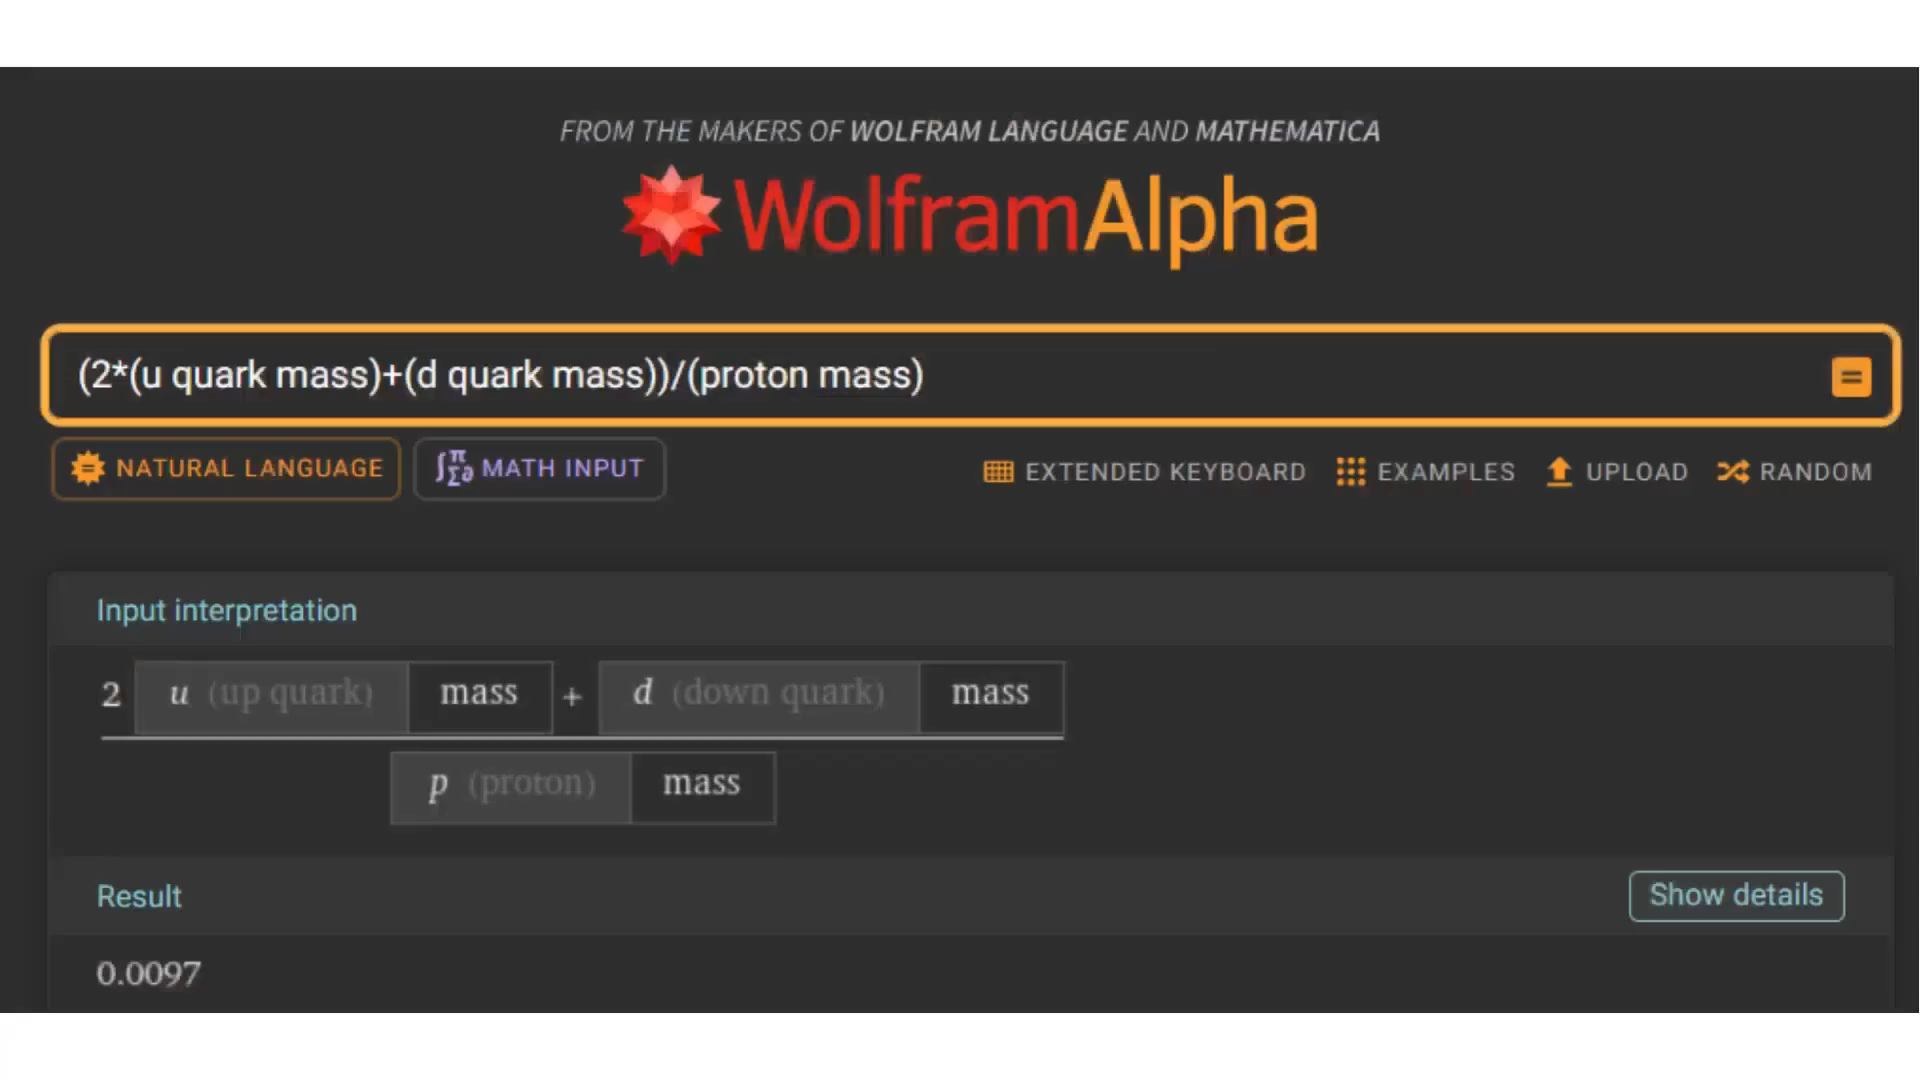 FROM THE MAKERS OF WOLFRAM LANGUAGE AND MATHEMATICA
WolframAlpha
(2*(u quark mass)+(d quark mass))/(proton mass)
=
NATURAL LANGUAGE
∫π Σ∂ MATH INPUT
EXTENDED KEYBOARD
EXAMPLES
UPLOAD
RANDOM
Input interpretation
2 u (up quark) mass + d (down quark) mass
p (proton) mass
Result
Show details
0.0097